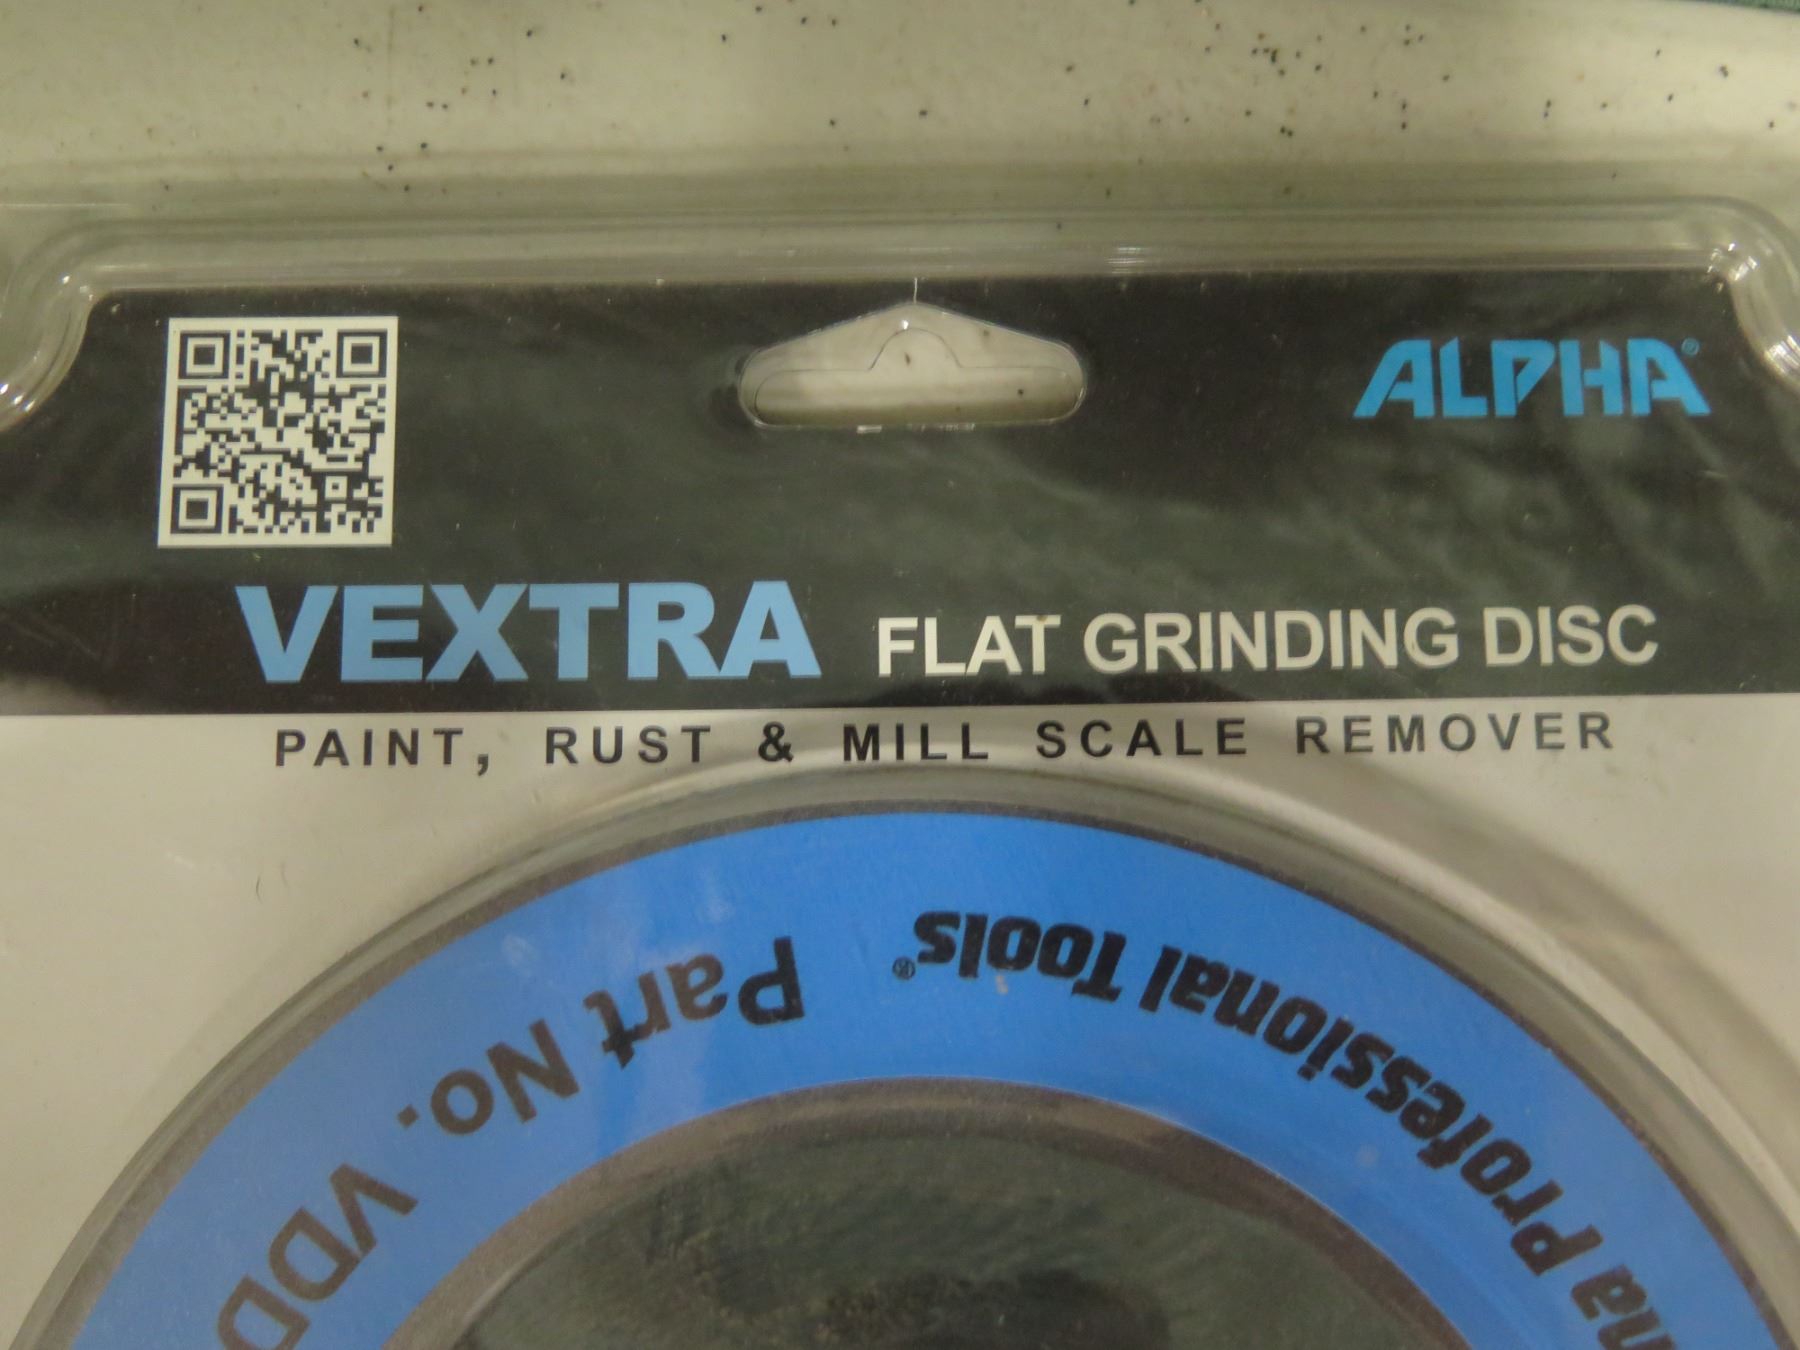 ALPHA®
VEXTRA FLAT GRINDING DISC
PAINT, RUST & MILL SCALE REMOVER
Professional Tools®
Part No. VDD